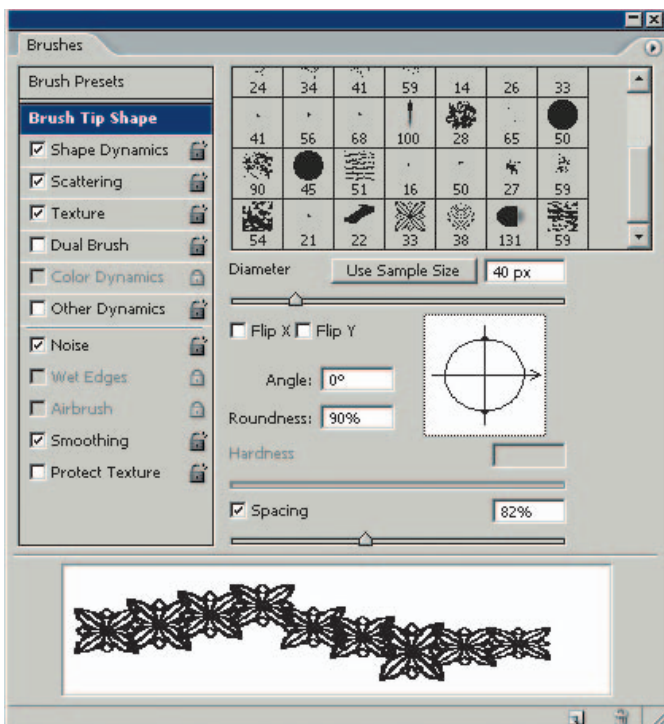 Brushes
Brush Presets
Brush Tip Shape
Shape Dynamics
Scattering
Texture
Dual Brush
Color Dynamics
Other Dynamics
Noise
Wet Edges
Airbrush
Smoothing
Protect Texture
24 34 41 59 14 26 33
41 56 68 100 28 65 50
90 45 51 16 50 27 59
54 21 22 33 38 131 59
Diameter Use Sample Size 40 px
Flip X Flip Y
Angle: 0°
Roundness: 90%
Hardness
Spacing 82%